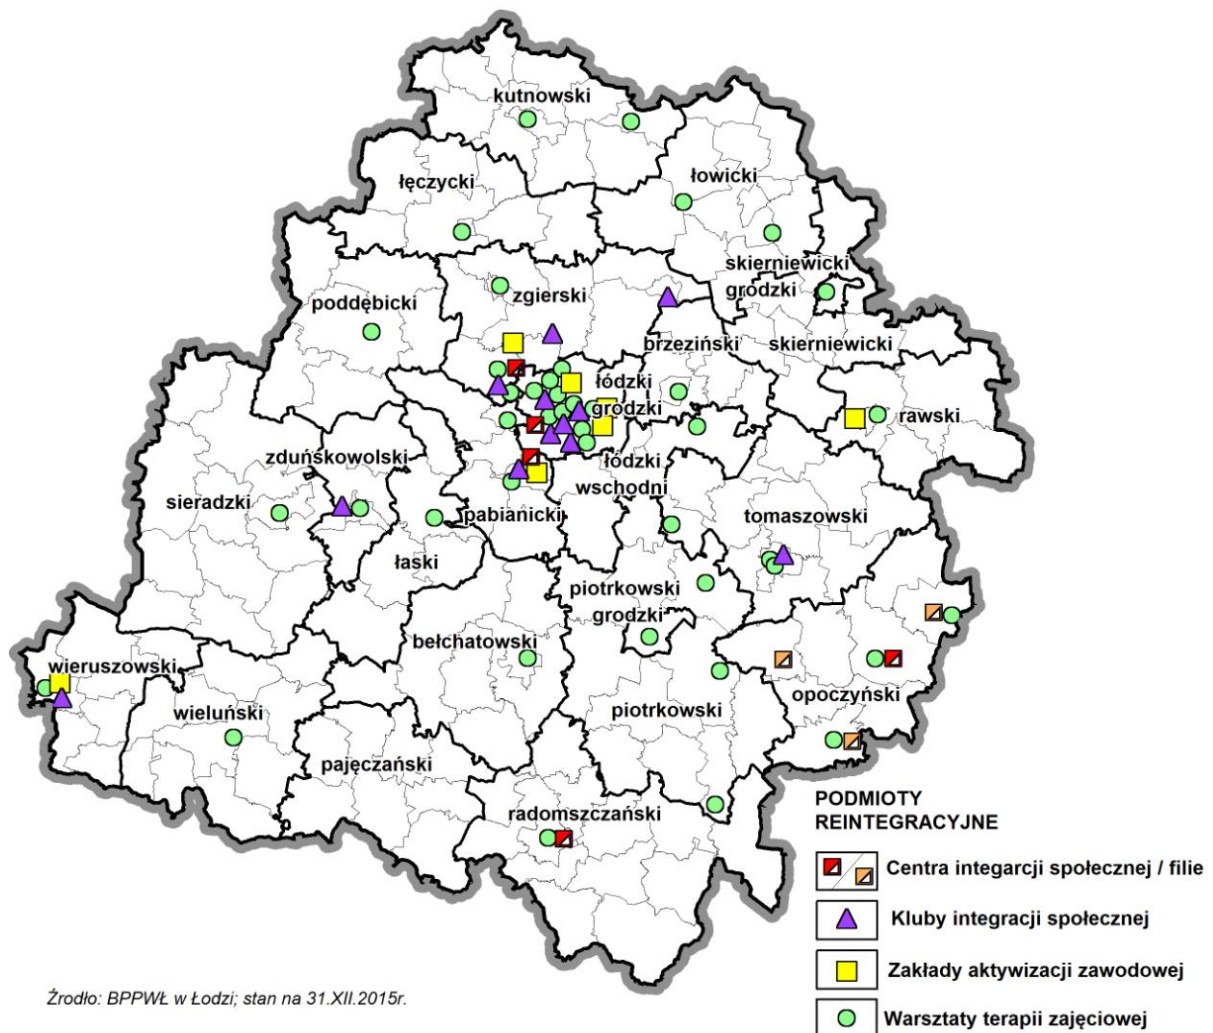 kutnowski
łowicki
łęczycki
skierniewicki
grodzki
zgierski
poddębicki
brzeziński
skierniewicki
łódzki
grodzki
rawski
zduńskowolski
łódzki
wschodni
sieradzki
pabianicki
tomaszowski
łaski
piotrkowski
grodzki
bełchatowski
wieruszowski
opoczyński
wieluński
piotrkowski
pajęczański
radomszczański
PODMIOTY
REINTEGRACYJNE
Centra integarcji społecznej / filie
Kluby integracji społecznej
Zakłady aktywizacji zawodowej
Warsztaty terapii zajęciowej
Żrodło: BPPWŁ w Łodzi; stan na 31.XII.2015r.